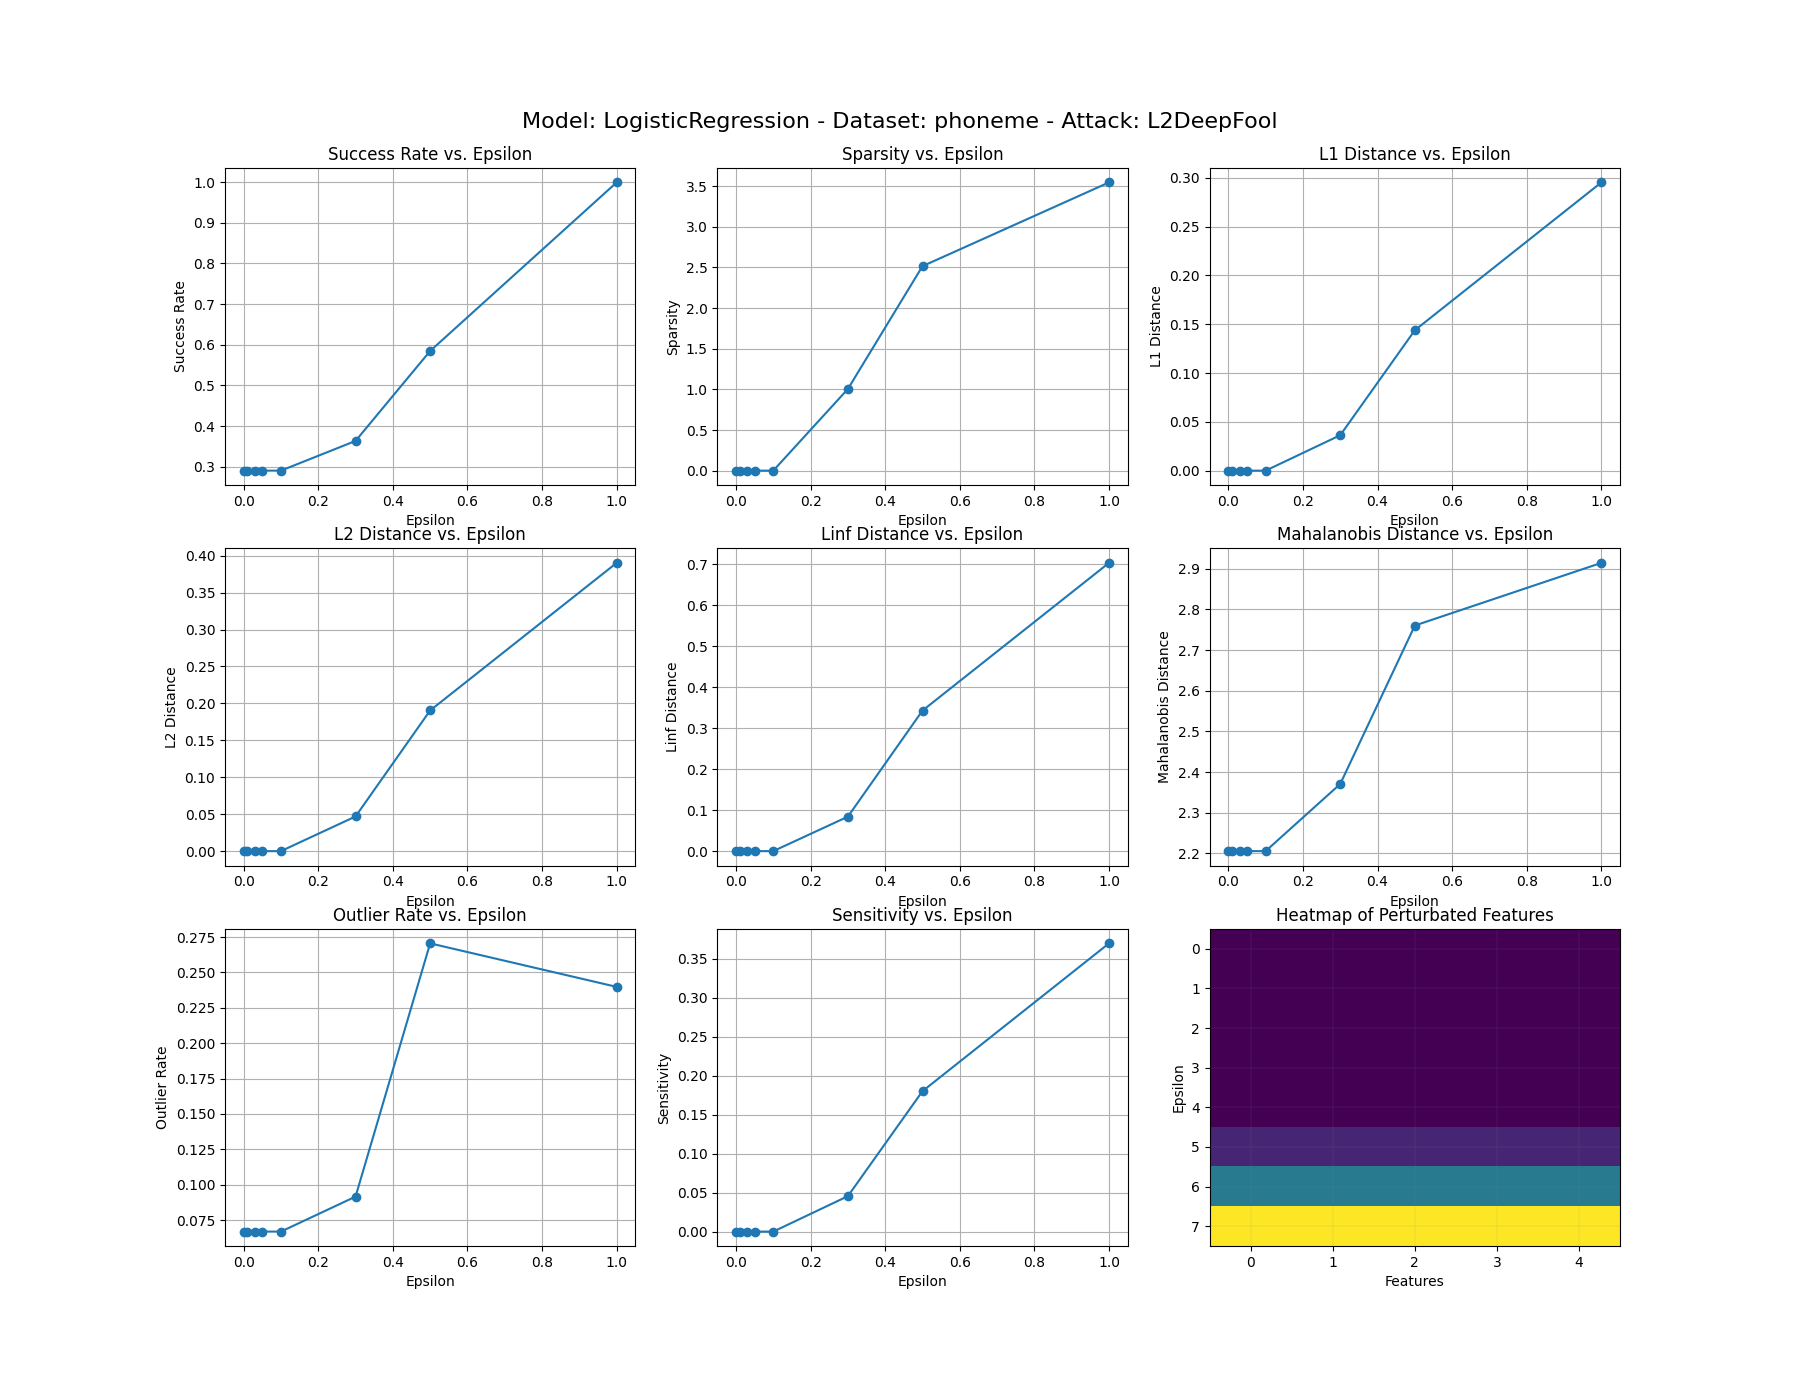 Model: LogisticRegression - Dataset: phoneme - Attack: L2DeepFool
Success Rate vs. Epsilon
1.0
0.9
0.8
0.7
0.6
0.5
0.4
0.3
Success Rate
0.0 0.2 0.4 0.6 0.8 1.0
Epsilon
Sparsity vs. Epsilon
3.5
3.0
2.5
2.0
1.5
1.0
0.5
0.0
Sparsity
0.0 0.2 0.4 0.6 0.8 1.0
Epsilon
L1 Distance vs. Epsilon
0.30
0.25
0.20
0.15
0.10
0.05
0.00
L1 Distance
0.0 0.2 0.4 0.6 0.8 1.0
Epsilon
L2 Distance vs. Epsilon
0.40
0.35
0.30
0.25
0.20
0.15
0.10
0.05
0.00
L2 Distance
0.0 0.2 0.4 0.6 0.8 1.0
Epsilon
Linf Distance vs. Epsilon
0.7
0.6
0.5
0.4
0.3
0.2
0.1
0.0
Linf Distance
0.0 0.2 0.4 0.6 0.8 1.0
Epsilon
Mahalanobis Distance vs. Epsilon
2.9
2.8
2.7
2.6
2.5
2.4
2.3
2.2
Mahalanobis Distance
0.0 0.2 0.4 0.6 0.8 1.0
Epsilon
Outlier Rate vs. Epsilon
0.275
0.250
0.225
0.200
0.175
0.150
0.125
0.100
0.075
Outlier Rate
0.0 0.2 0.4 0.6 0.8 1.0
Epsilon
Sensitivity vs. Epsilon
0.35
0.30
0.25
0.20
0.15
0.10
0.05
0.00
Sensitivity
0.0 0.2 0.4 0.6 0.8 1.0
Epsilon
Heatmap of Perturbated Features
0
1
2
3
4
5
6
7
Epsilon
0 1 2 3 4
Features